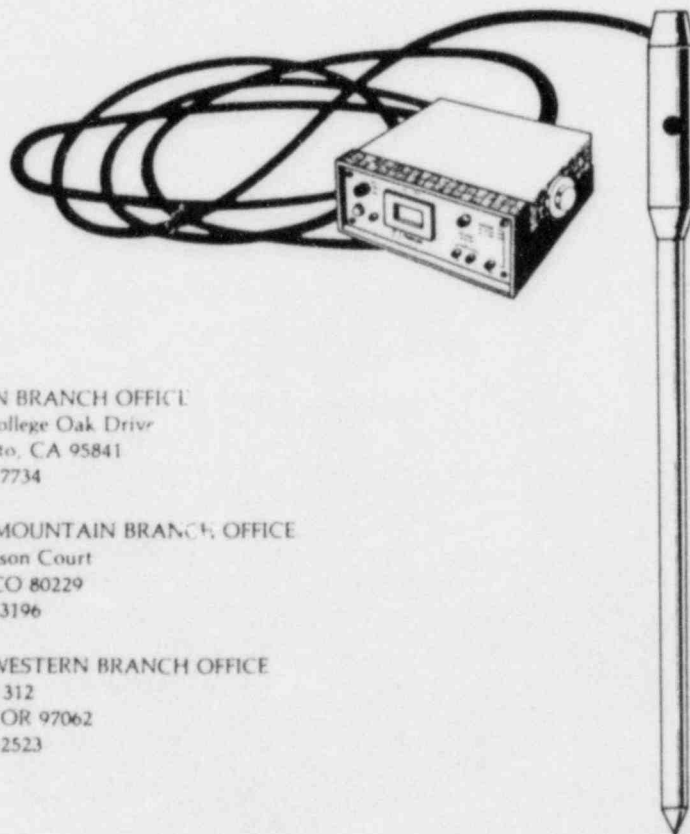 N BRANCH OFFICE
ollege Oak Drive
to, CA 95841
7734
MOUNTAIN BRANCH OFFICE
son Court
CO 80229
3196
WESTERN BRANCH OFFICE
312
OR 97062
2523